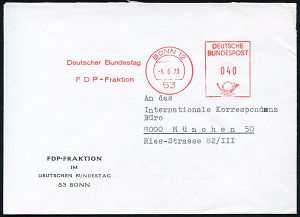 Deutscher Bundestag
FDP-Fraktion
BONN 12
-6.6.73
53
DEUTSCHE
BUNDESPOST
040
An das
Internationale Korrespondenz
Büro
8000 München 50
Ries-Strasse 82/III
FDP-FRAKTION
IM
DEUTSCHEN BUNDESTAG
53 BONN